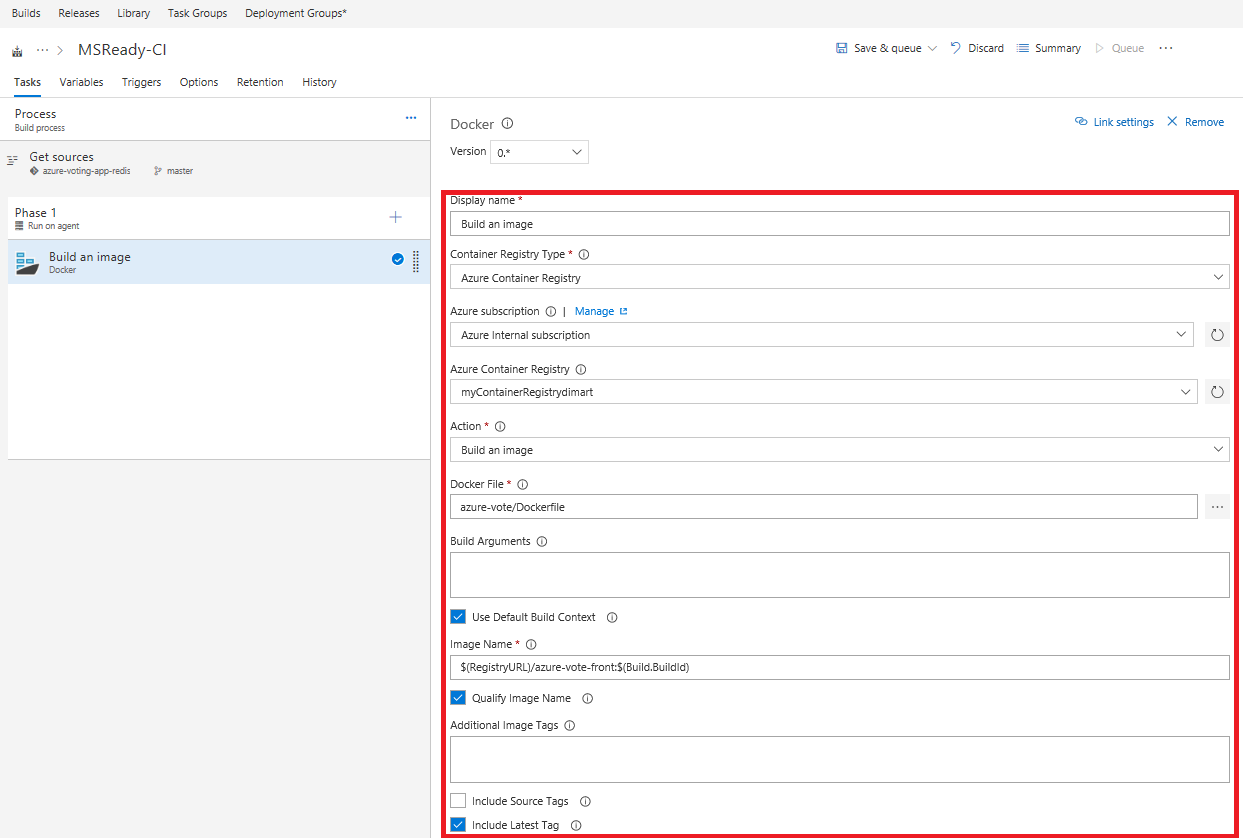 Builds Releases Library Task Groups Deployment Groups*
··· > MSReady-CI
Save & queue Discard Summary Queue ···
Tasks Variables Triggers Options Retention History
Process
Build process
···
Get sources
azure-voting-app-redis master
Phase 1
Run on agent
+
Build an image
Docker
Docker
Link settings Remove
Version 0.*
Display name *
Build an image
Container Registry Type *
Azure Container Registry
Azure subscription | Manage
Azure Internal subscription
Azure Container Registry
myContainerRegistrydimart
Action *
Build an image
Docker File *
azure-vote/Dockerfile
···
Build Arguments
Use Default Build Context
Image Name *
$(RegistryURL)/azure-vote-front:$(Build.BuildId)
Qualify Image Name
Additional Image Tags
Include Source Tags
Include Latest Tag